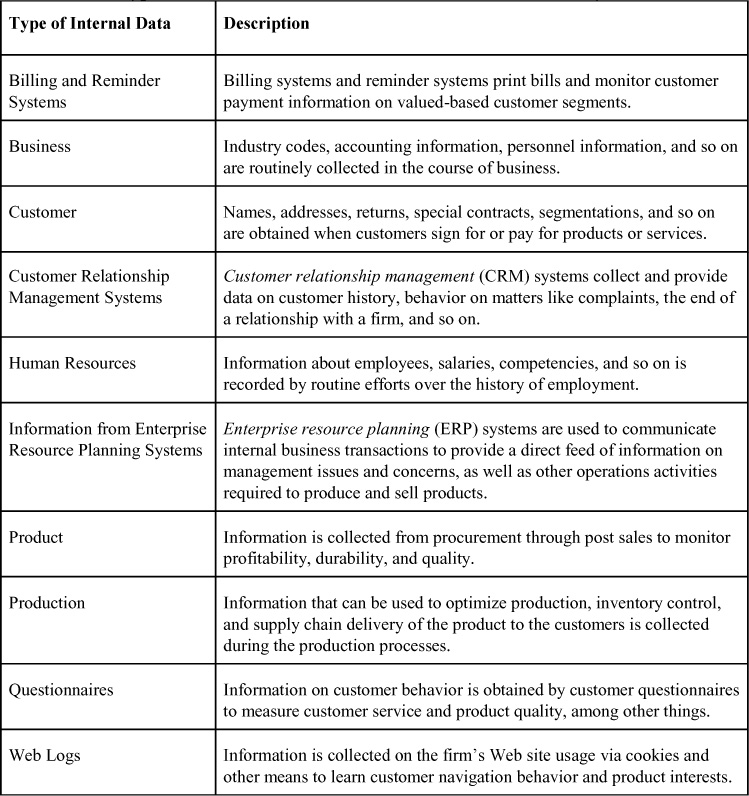 Type of Internal Data Description
Billing and Reminder Systems
Billing systems and reminder systems print bills and monitor customer
payment information on valued-based customer segments.
Business
Industry codes, accounting information, personnel information, and so on
are routinely collected in the course of business.
Customer
Names, addresses, returns, special contracts, segmentations, and so on
are obtained when customers sign for or pay for products or services.
Customer Relationship
Management Systems
Customer relationship management (CRM) systems collect and provide
data on customer history, behavior on matters like complaints, the end of
a relationship with a firm, and so on.
Human Resources
Information about employees, salaries, competencies, and so on is
recorded by routine efforts over the history of employment.
Information from Enterprise
Resource Planning Systems
Enterprise resource planning (ERP) systems are used to communicate
internal business transactions to provide a direct feed of information on
management issues and concerns, as well as other operations activities
required to produce and sell products.
Product
Information is collected from procurement through post sales to monitor
profitability, durability, and quality.
Production
Information that can be used to optimize production, inventory control,
and supply chain delivery of the product to the customers is collected
during the production processes.
Questionnaires
Information on customer behavior is obtained by customer questionnaires
to measure customer service and product quality, among other things.
Web Logs
Information is collected on the firm's Web site usage via cookies and
other means to learn customer navigation behavior and product interests.